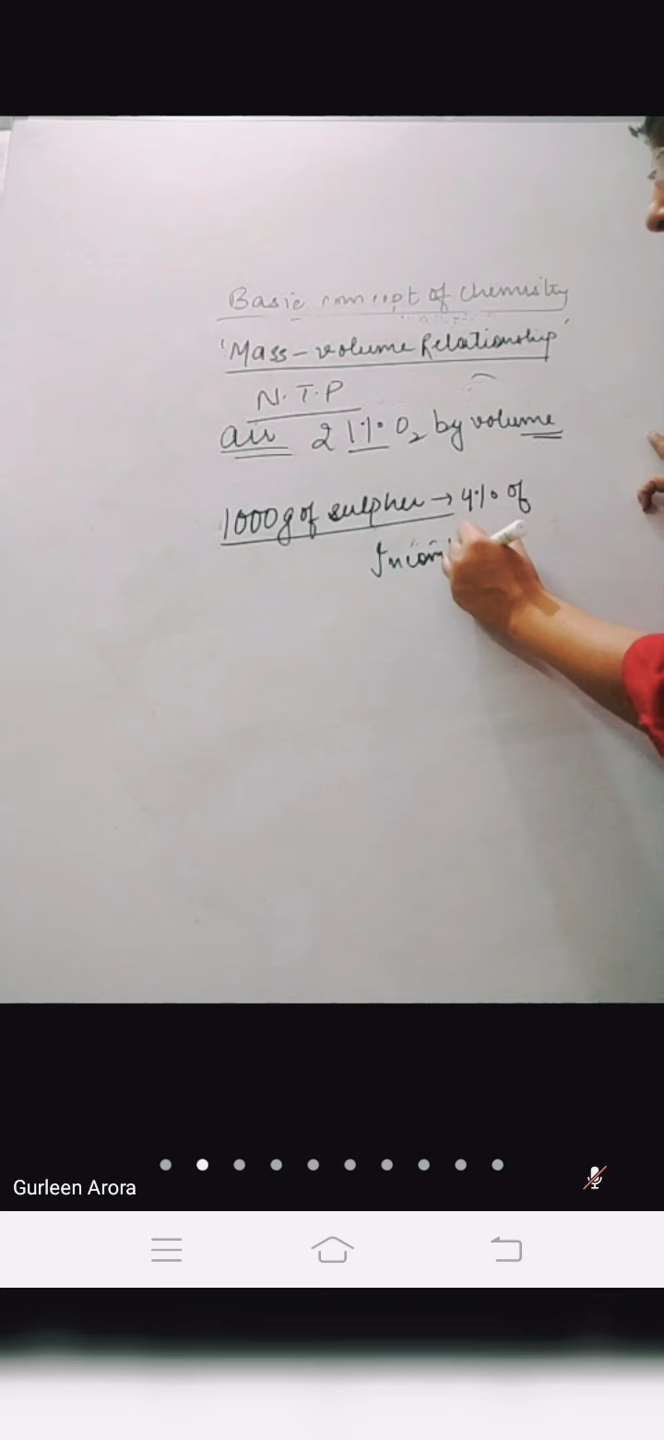 Basic concept of Chemistry
'Mass - volume Relationship'
N.T.P
air 21% O₂ by volume
1000g of sulpher → 4% of
Gurleen Arora